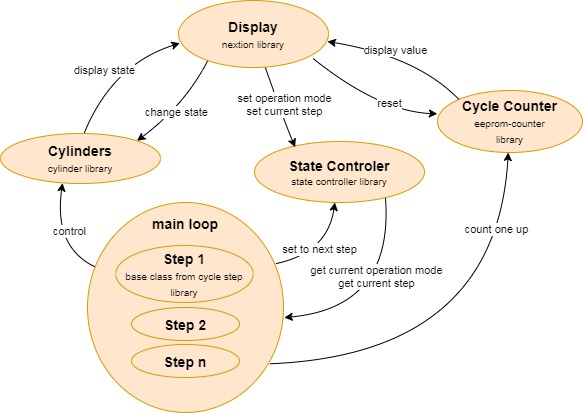 Display
nextion library
display state
display value
change state
set operation mode
set current step
reset
Cycle Counter
eeprom-counter
library
Cylinders
cylinder library
State Controler
state controller library
main loop
control
Step 1
base class from cycle step
library
set to next step
count one up
get current operation mode
get current step
Step 2
Step n